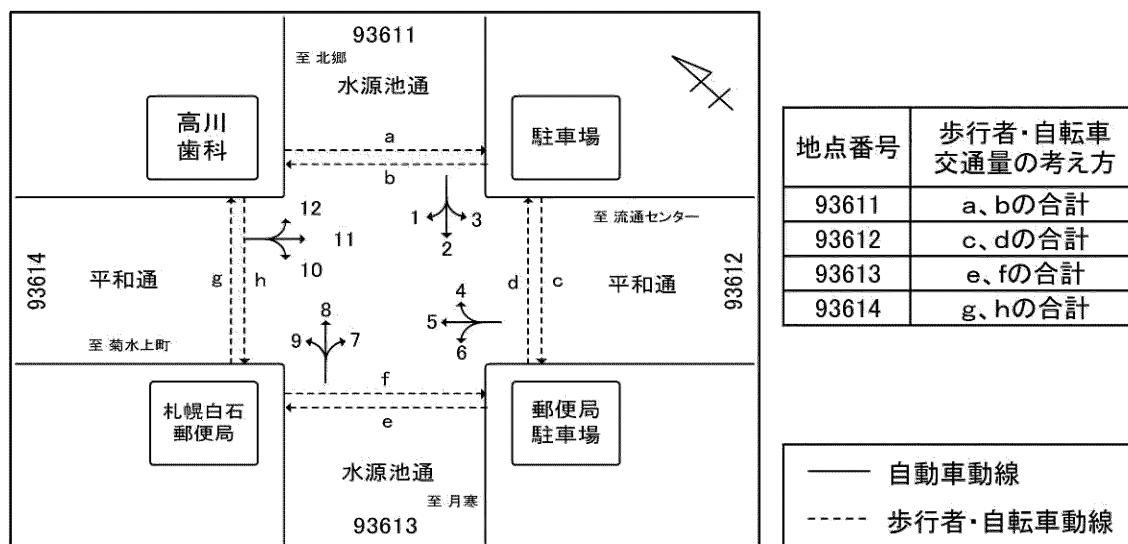 93611
至 北郷
水源池通
高川
歯科
駐車場
a
b
1
2
3
12
11
10
至 流通センター
93614
平和通
g
h
d
c
平和通
93612
至 菊水上町
8
9
7
4
5
6
札幌白石
郵便局
f
e
郵便局
駐車場
水源池通
至 月寒
93613
地点番号
歩行者・自転車
交通量の考え方
93611
a、bの合計
93612
c、dの合計
93613
e、fの合計
93614
g、hの合計
自動車動線
歩行者・自転車動線